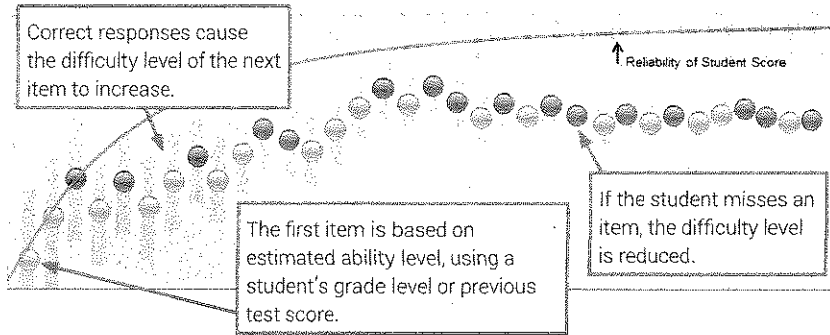 Correct responses cause
the difficulty level of the next
item to increase.
Reliability of Student Score
If the student misses an
item, the difficulty level
is reduced.
The first item is based on
estimated ability level, using a
student's grade level or previous
test score.